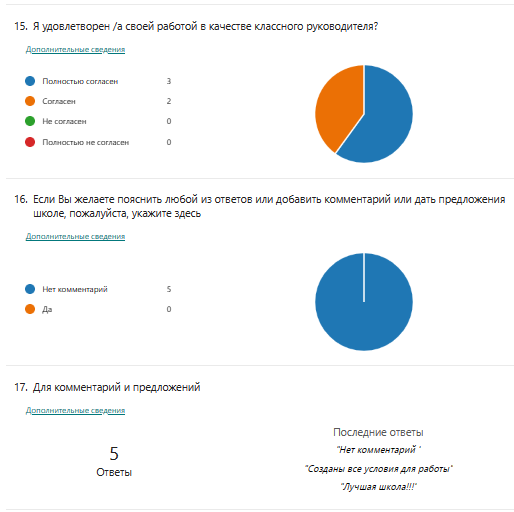 15. Я удовлетворен /а своей работой в качестве классного руководителя?
Дополнительные сведения
Полностью согласен 3
Согласен 2
Не согласен 0
Полностью не согласен 0
16. Если Вы желаете пояснить любой из ответов или добавить комментарий или дать предложения
школе, пожалуйста, укажите здесь
Дополнительные сведения
Нет комментарий 5
Да 0
17. Для комментарий и предложений
Дополнительные сведения
5
Ответы
Последние ответы
"Нет комментарий "
"Созданы все условия для работы"
"Лучшая школа!!!"